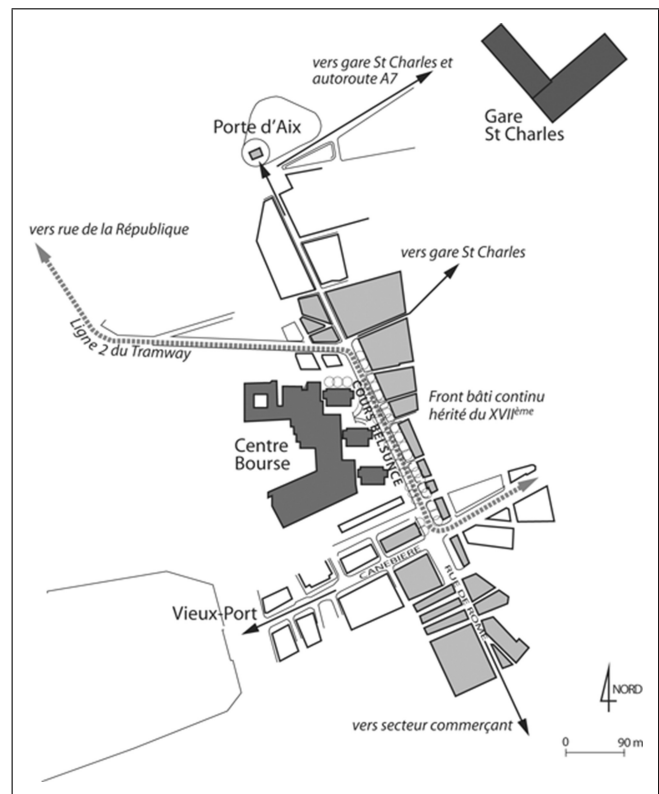 vers gare St Charles et
autoroute A7
Gare
St Charles
Porte d'Aix
vers rue de la République
vers gare St Charles
Ligne 2 du Tramway
COURS BELSUNCE
Front bâti continu
hérité du XVIIème
Centre
Bourse
CANEBIÈRE
RUE DE ROME
Vieux-Port
NORD
vers secteur commerçant
0 90 m